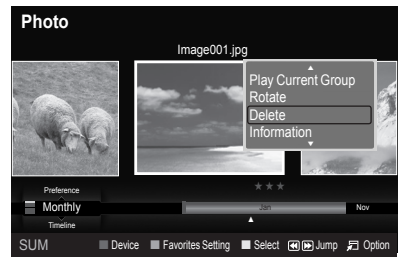 Photo
Image001.jpg
Play Current Group
Rotate
Delete
Information
Preference
Monthly
Timeline
Jan
Nov
SUM
Device
Favorites Setting
Select
Jump
Option